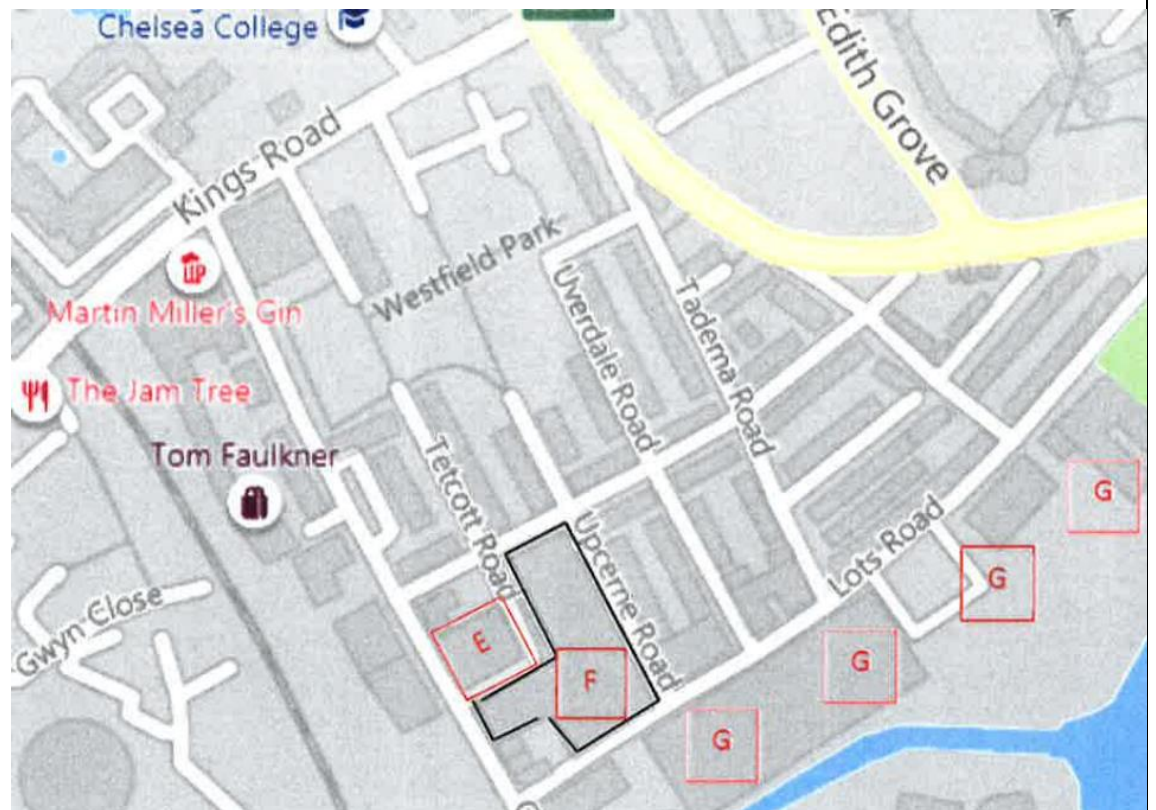 Chelsea College
Edith Grove
Kings Road
Westfield Park
Martin Miller's Gin
Uverdale Road
Tadema Road
The Jam Tree
Tom Faulkner
Tetcott Road
Upcerne Road
Lots Road
Gwyn Close
G
G
E
F
G
G